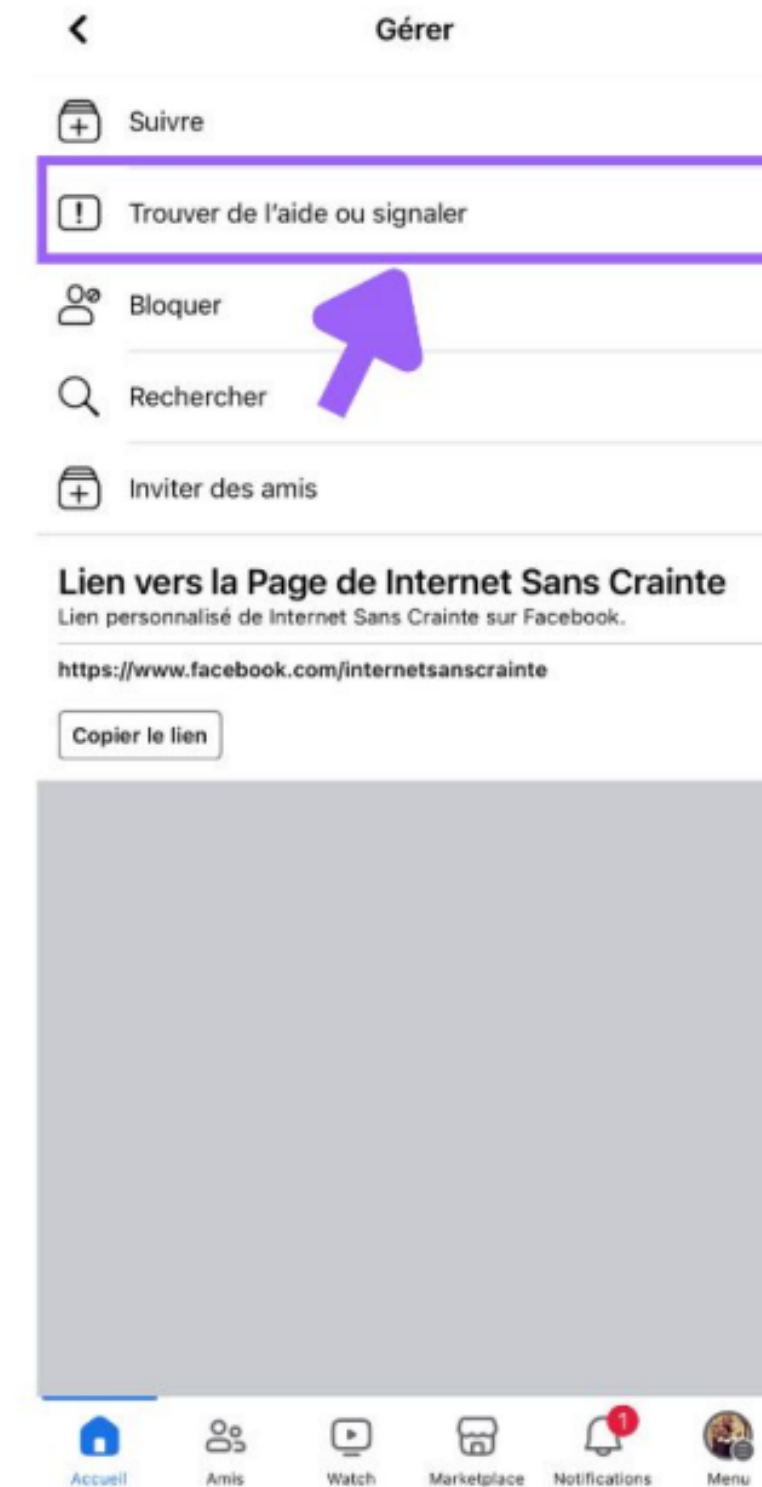 Gérer
Suivre
Trouver de l'aide ou signaler
Bloquer
Rechercher
Inviter des amis
Lien vers la Page de Internet Sans Crainte
Lien personnalisé de Internet Sans Crainte sur Facebook.
https://www.facebook.com/internetsanscrainte
Copier le lien
1
Accueil Amis Watch Marketplace Notifications Menu